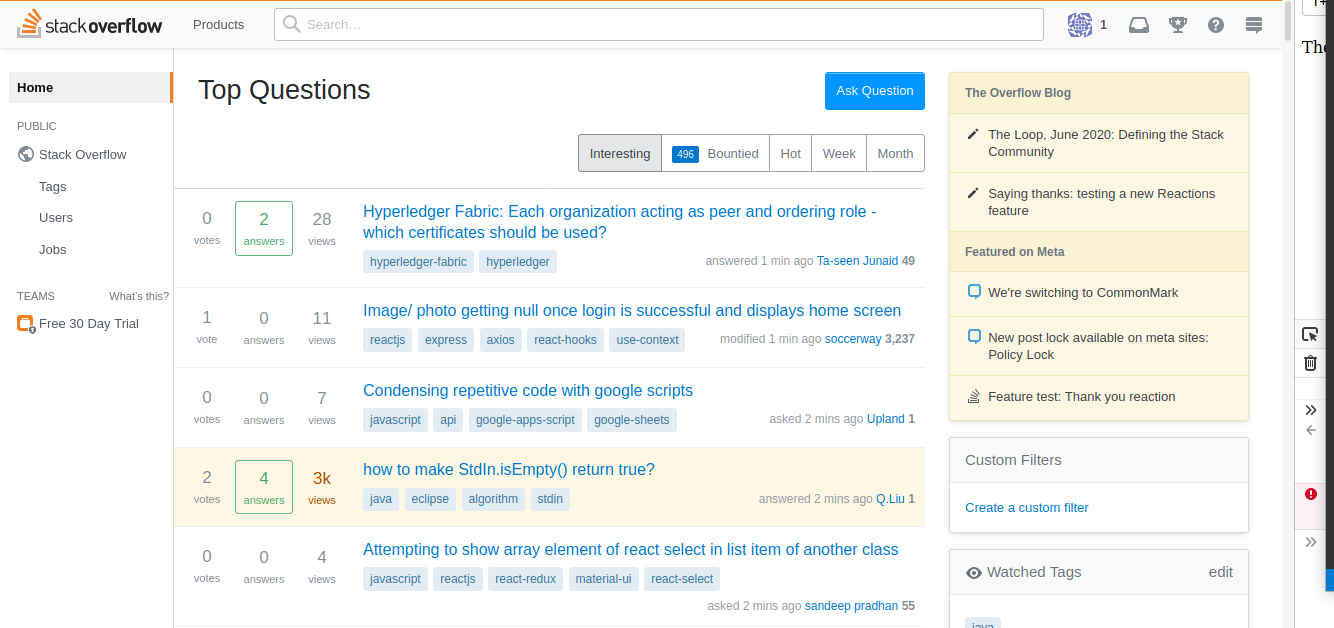 stack overflow
Products
Search…
1
Home
PUBLIC
Stack Overflow
Tags
Users
Jobs
TEAMS
What's this?
Free 30 Day Trial
Top Questions
Ask Question
Interesting
496 Bountied
Hot
Week
Month
0 votes
2 answers
28 views
Hyperledger Fabric: Each organization acting as peer and ordering role -
which certificates should be used?
hyperledger-fabric hyperledger
answered 1 min ago Ta-seen Junaid 49
1 vote
0 answers
11 views
Image/ photo getting null once login is successful and displays home screen
reactjs express axios react-hooks use-context
modified 1 min ago soccerway 3,237
0 votes
0 answers
7 views
Condensing repetitive code with google scripts
javascript api google-apps-script google-sheets
asked 2 mins ago Upland 1
2 votes
4 answers
3k views
how to make StdIn.isEmpty() return true?
java eclipse algorithm stdin
answered 2 mins ago Q.Liu 1
0 votes
0 answers
4 views
Attempting to show array element of react select in list item of another class
javascript reactjs react-redux material-ui react-select
asked 2 mins ago sandeep pradhan 55
The Overflow Blog
The Loop, June 2020: Defining the Stack
Community
Saying thanks: testing a new Reactions
feature
Featured on Meta
We're switching to CommonMark
New post lock available on meta sites:
Policy Lock
Feature test: Thank you reaction
Custom Filters
Create a custom filter
Watched Tags
edit
java